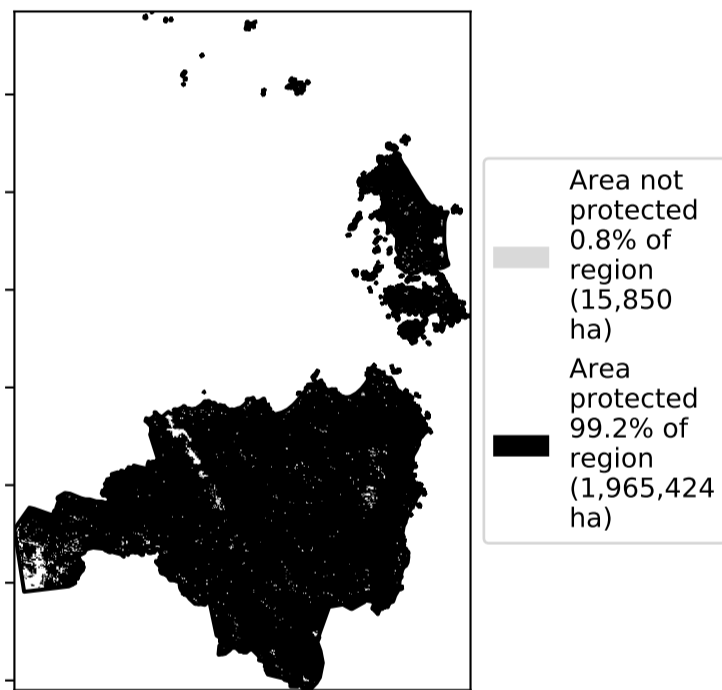 Area not
protected
0.8% of
region
(15,850
ha)
Area
protected
99.2% of
region
(1,965,424
ha)